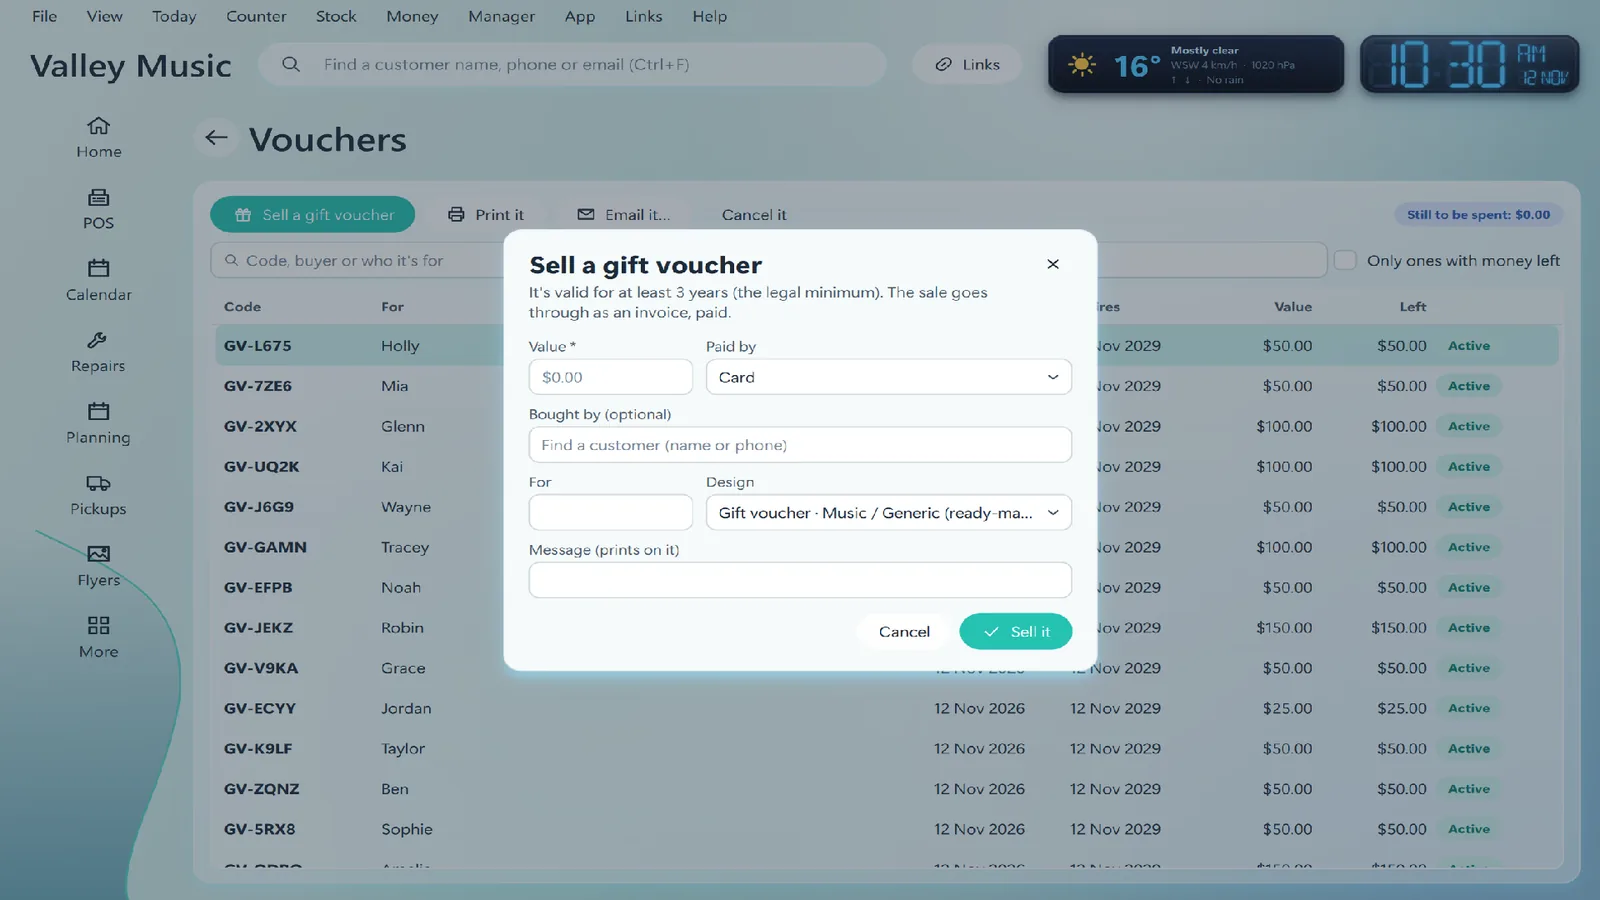 File View Today Counter Stock Money Manager App Links Help
Valley Music
Find a customer name, phone or email (Ctrl+F)
Links
16°
Mostly clear
WSW 4 km/h · 1020 hPa
1 ↓ · No rain
10:30 AM
12 NOV
Home
POS
Calendar
Repairs
Planning
Pickups
Flyers
More
← Vouchers
Sell a gift voucher Print it Email it... Cancel it Still to be spent: $0.00
Code, buyer or who it's for Only ones with money left
Code For ires Value Left
GV-L675 Holly Nov 2029 $50.00 $50.00 Active
GV-7ZE6 Mia Nov 2029 $50.00 $50.00 Active
GV-2XYX Glenn Nov 2029 $100.00 $100.00 Active
GV-UQ2K Kai Nov 2029 $100.00 $100.00 Active
GV-J6G9 Wayne Nov 2029 $50.00 $50.00 Active
GV-GAMN Tracey Nov 2029 $100.00 $100.00 Active
GV-EFPB Noah Nov 2029 $50.00 $50.00 Active
GV-JEKZ Robin Nov 2029 $150.00 $150.00 Active
GV-V9KA Grace 12 Nov 2026 12 Nov 2029 $50.00 $50.00 Active
GV-ECYY Jordan 12 Nov 2026 12 Nov 2029 $25.00 $25.00 Active
GV-K9LF Taylor 12 Nov 2026 12 Nov 2029 $50.00 $50.00 Active
GV-ZQNZ Ben 12 Nov 2026 12 Nov 2029 $50.00 $50.00 Active
GV-5RX8 Sophie 12 Nov 2026 12 Nov 2029 $50.00 $50.00 Active
Sell a gift voucher
It's valid for at least 3 years (the legal minimum). The sale goes
through as an invoice, paid.
Value * Paid by
$0.00 Card
Bought by (optional)
Find a customer (name or phone)
For Design
Gift voucher · Music / Generic (ready-ma...
Message (prints on it)
Cancel Sell it